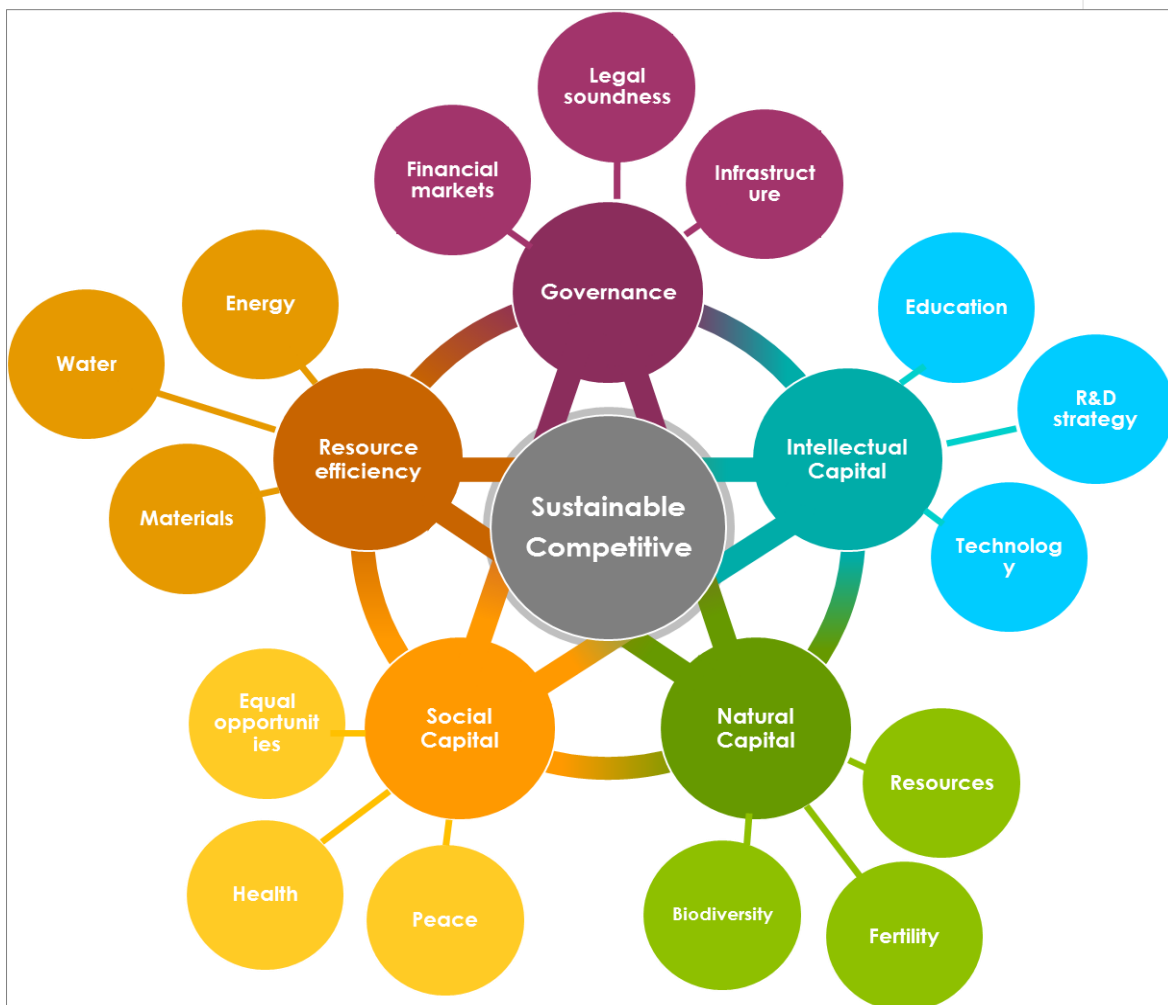 Legal
soundness
Financial
markets
Infrastruct
ure
Governance
Energy
Water
Materials
Resource
efficiency
Education
R&D
strategy
Technolog
y
Intellectual
Capital
Sustainable
Competitive
Equal
opportunit
ies
Health
Peace
Social
Capital
Natural
Capital
Resources
Fertility
Biodiversity